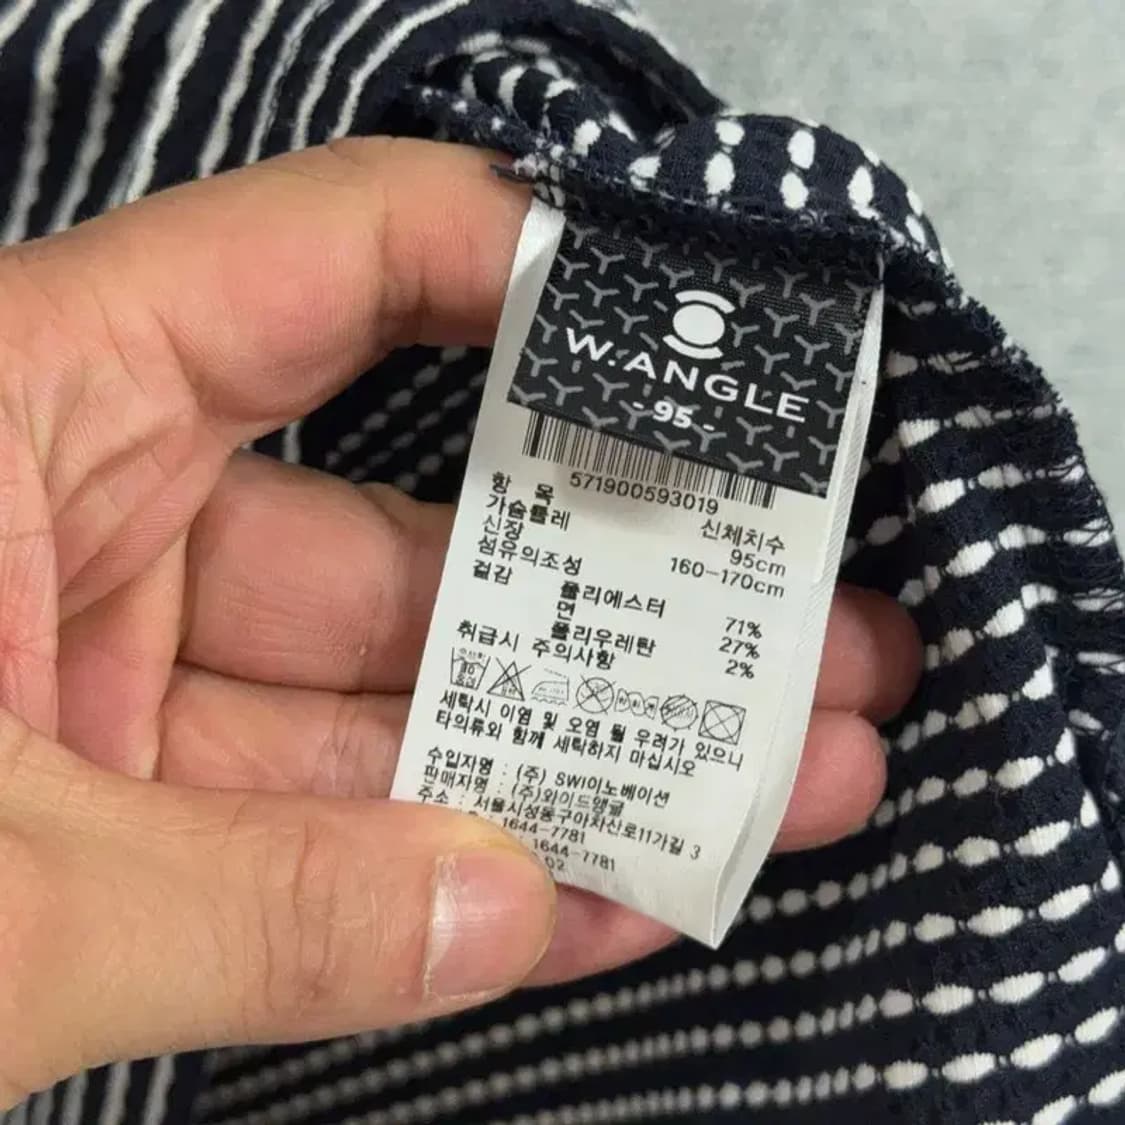 W.ANGLE
- 95 -
571900593019
항 목 신체치수
가슴둘레 95cm
신장 160-170cm
섬유의조성
겉감
폴리에스터 71%
면 27%
폴리우레탄 2%
취급시 주의사항
세탁시 이염 및 오염 될 우려가 있으니
타의류와 함께 세탁하지 마십시오
수입자명 : (주) SWI이노베이션
판매자명 : (주)와이드앵글
주소 : 서울시성동구아차산로11가길 3
1644-7781
1644-7781
02